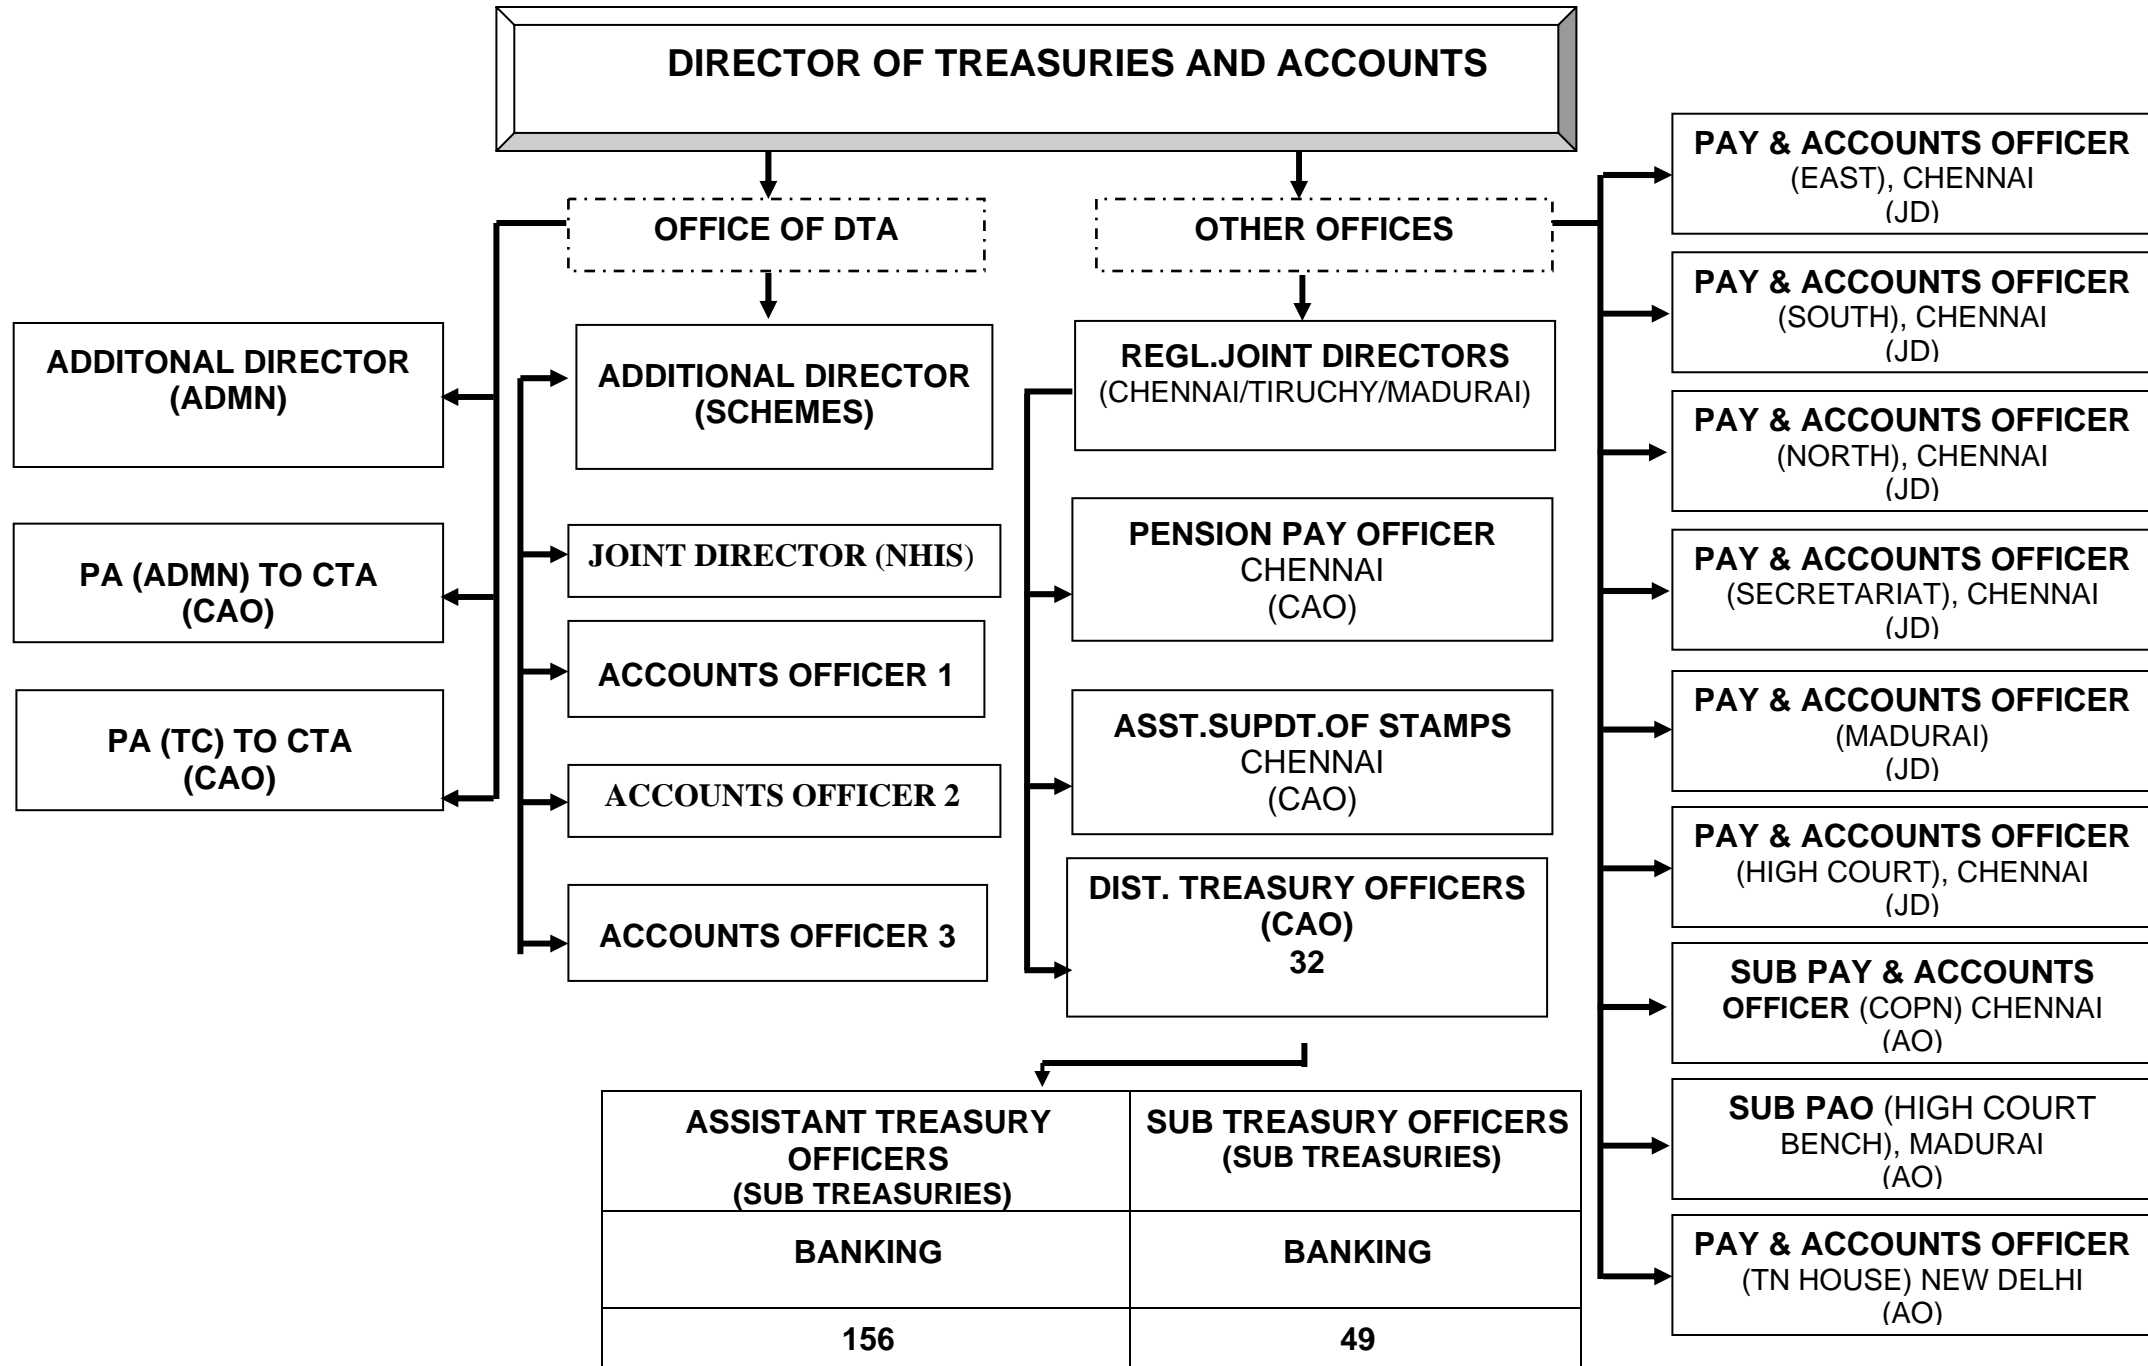 DIRECTOR OF TREASURIES AND ACCOUNTS
OFFICE OF DTA
OTHER OFFICES
ADDITONAL DIRECTOR
(ADMN)
PA (ADMN) TO CTA
(CAO)
PA (TC) TO CTA
(CAO)
ADDITIONAL DIRECTOR
(SCHEMES)
JOINT DIRECTOR (NHIS)
ACCOUNTS OFFICER 1
ACCOUNTS OFFICER 2
ACCOUNTS OFFICER 3
REGL.JOINT DIRECTORS
(CHENNAI/TIRUCHY/MADURAI)
PENSION PAY OFFICER
CHENNAI
(CAO)
ASST.SUPDT.OF STAMPS
CHENNAI
(CAO)
DIST. TREASURY OFFICERS
(CAO)
32
ASSISTANT TREASURY
OFFICERS
(SUB TREASURIES)
SUB TREASURY OFFICERS
(SUB TREASURIES)
BANKING
BANKING
156
49
PAY & ACCOUNTS OFFICER
(EAST), CHENNAI
(JD)
PAY & ACCOUNTS OFFICER
(SOUTH), CHENNAI
(JD)
PAY & ACCOUNTS OFFICER
(NORTH), CHENNAI
(JD)
PAY & ACCOUNTS OFFICER
(SECRETARIAT), CHENNAI
(JD)
PAY & ACCOUNTS OFFICER
(MADURAI)
(JD)
PAY & ACCOUNTS OFFICER
(HIGH COURT), CHENNAI
(JD)
SUB PAY & ACCOUNTS
OFFICER (COPN) CHENNAI
(AO)
SUB PAO (HIGH COURT
BENCH), MADURAI
(AO)
PAY & ACCOUNTS OFFICER
(TN HOUSE) NEW DELHI
(AO)